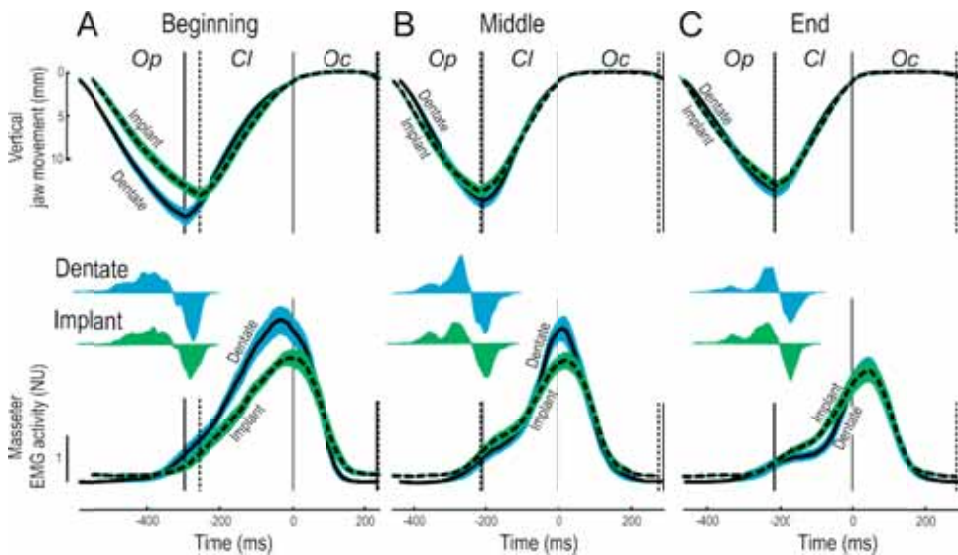 A Beginning
B Middle
C End
Op Cl Oc
Op Cl Oc
Op Cl Oc
Vertical
jaw movement (mm)
0
5
10
Implant
Dentate
Dentate
Implant
Dentate
Implant
Dentate
Implant
Dentate
Implant
Dentate
Implant
Implant
Dentate
Masseter
EMG activity (NU)
1
-400 -200 0 200
-400 -200 0 200
-400 -200 0 200
Time (ms)
Time (ms)
Time (ms)